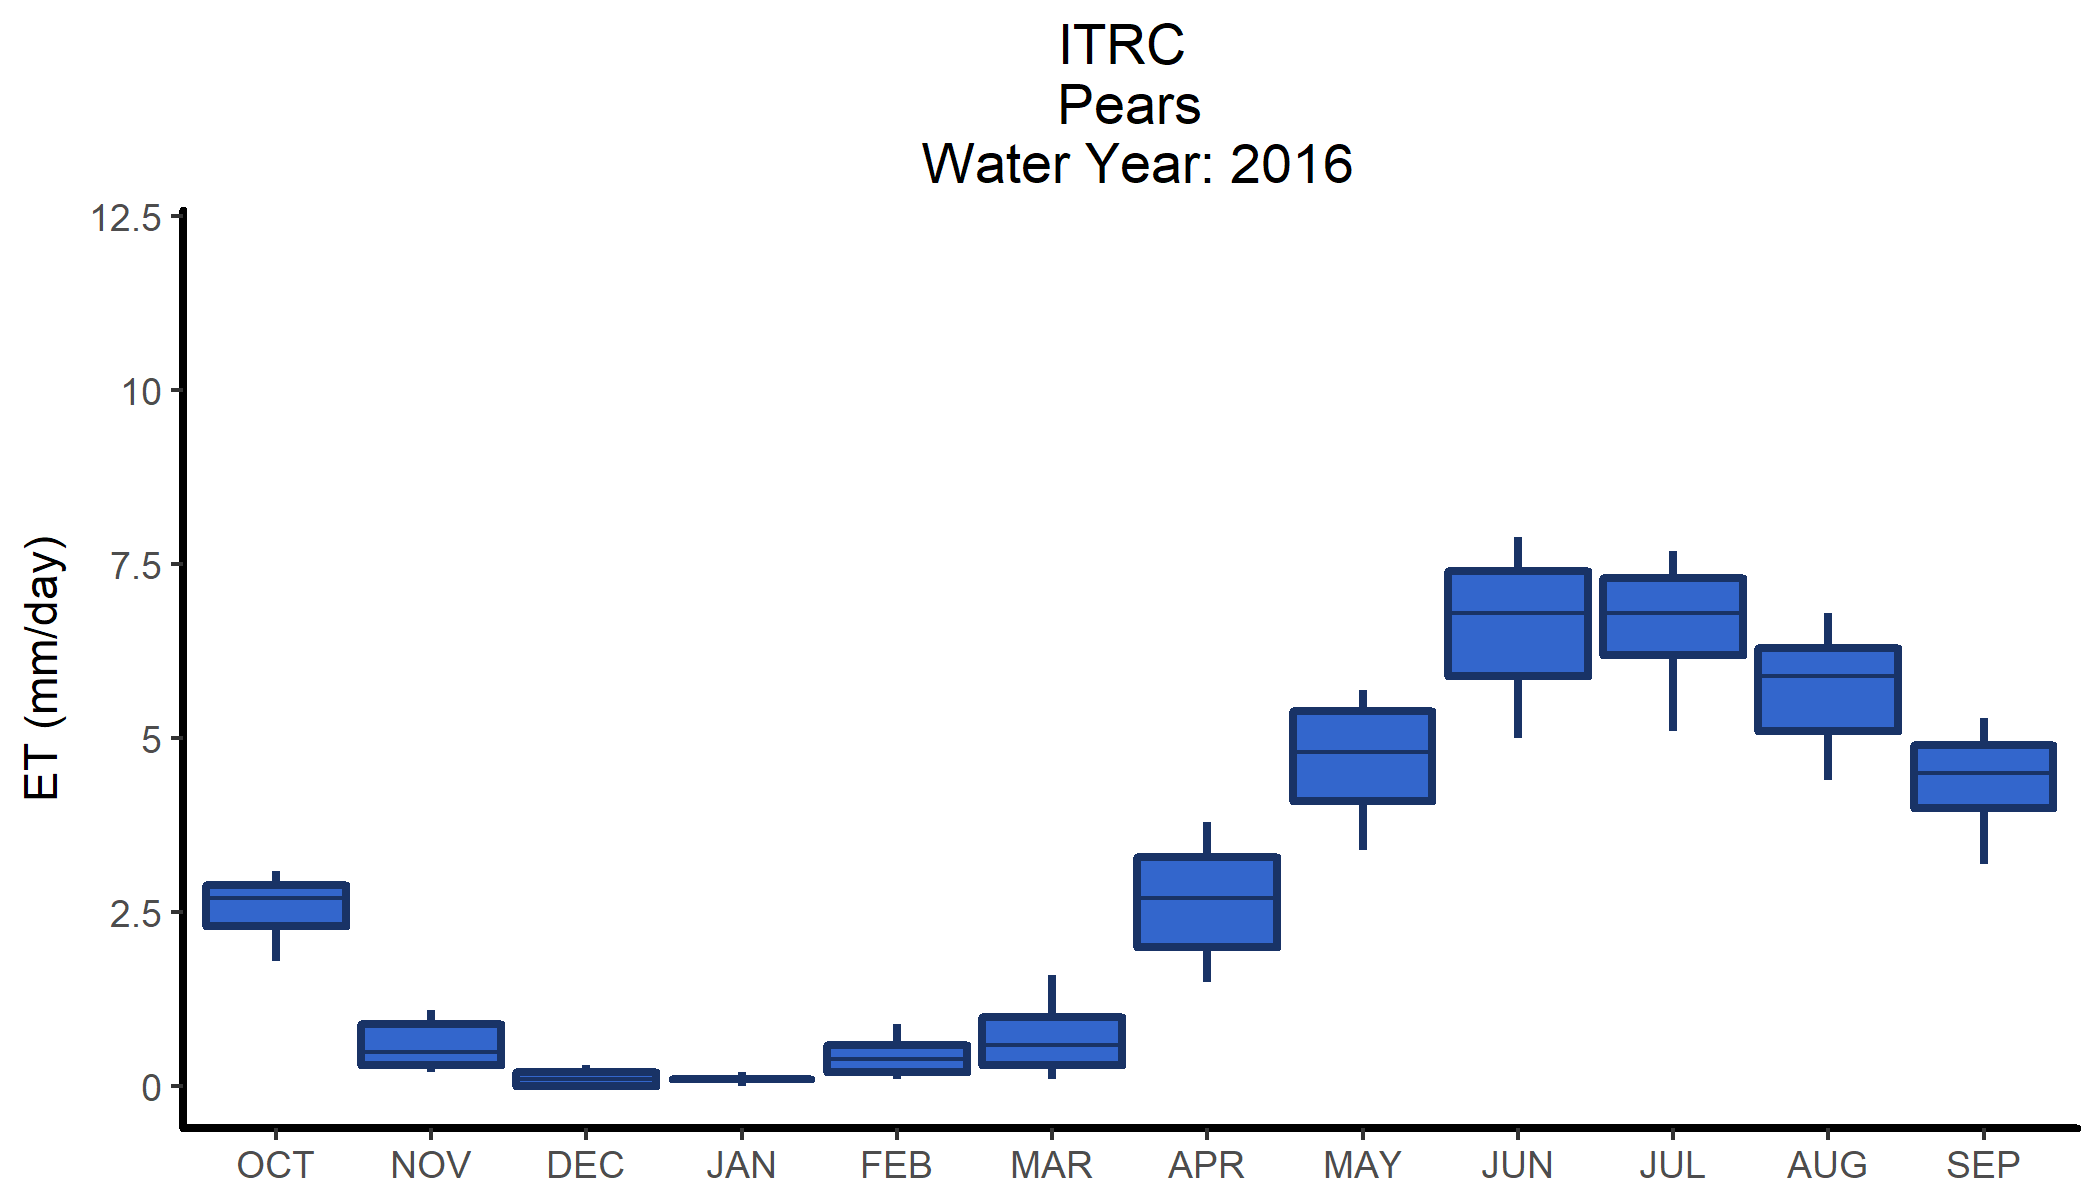 ITRC
Pears
Water Year: 2016
12.5
10
7.5
5
2.5
0
ET (mm/day)
OCT NOV DEC JAN FEB MAR APR MAY JUN JUL AUG SEP